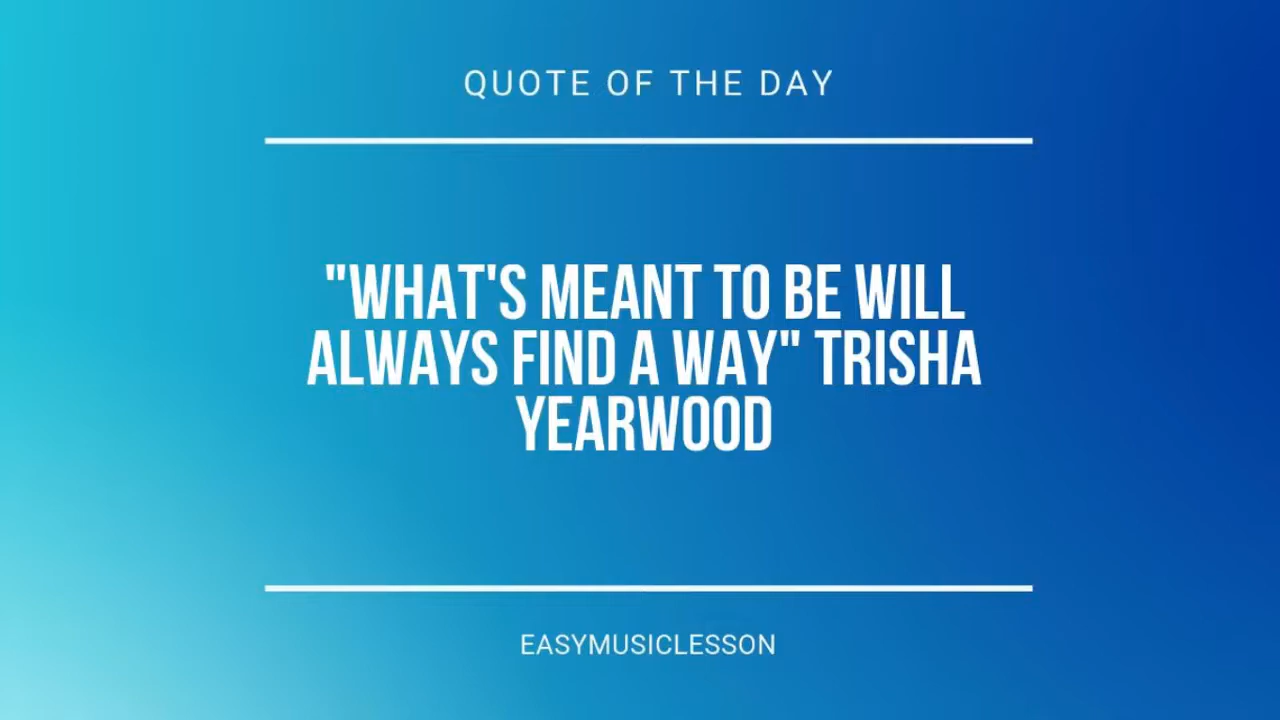 QUOTE OF THE DAY
"WHAT'S MEANT TO BE WILL
ALWAYS FIND A WAY" TRISHA
YEARWOOD
EASYMUSICLESSON